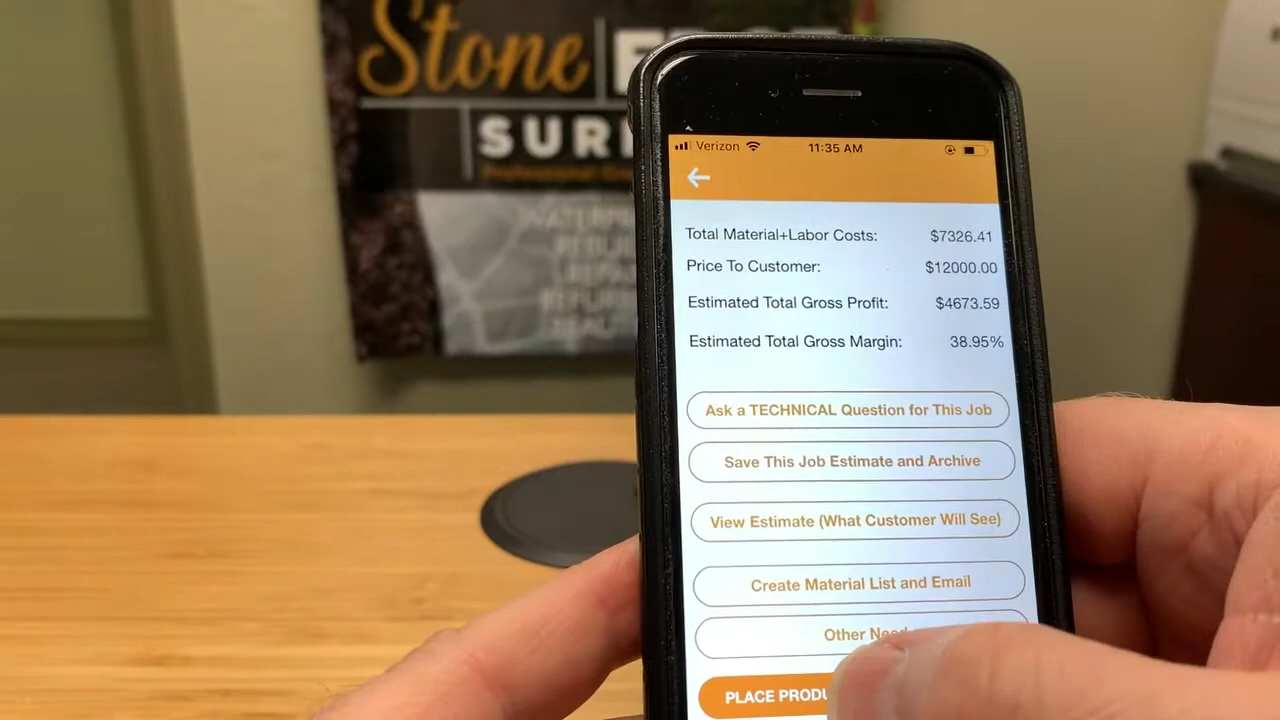 Stone
SUR
Verizon 11:35 AM
Total Material+Labor Costs: $7326.41
Price To Customer: $12000.00
Estimated Total Gross Profit: $4673.59
Estimated Total Gross Margin: 38.95%
Ask a TECHNICAL Question for This Job
Save This Job Estimate and Archive
View Estimate (What Customer Will See)
Create Material List and Email
Other
PLACE